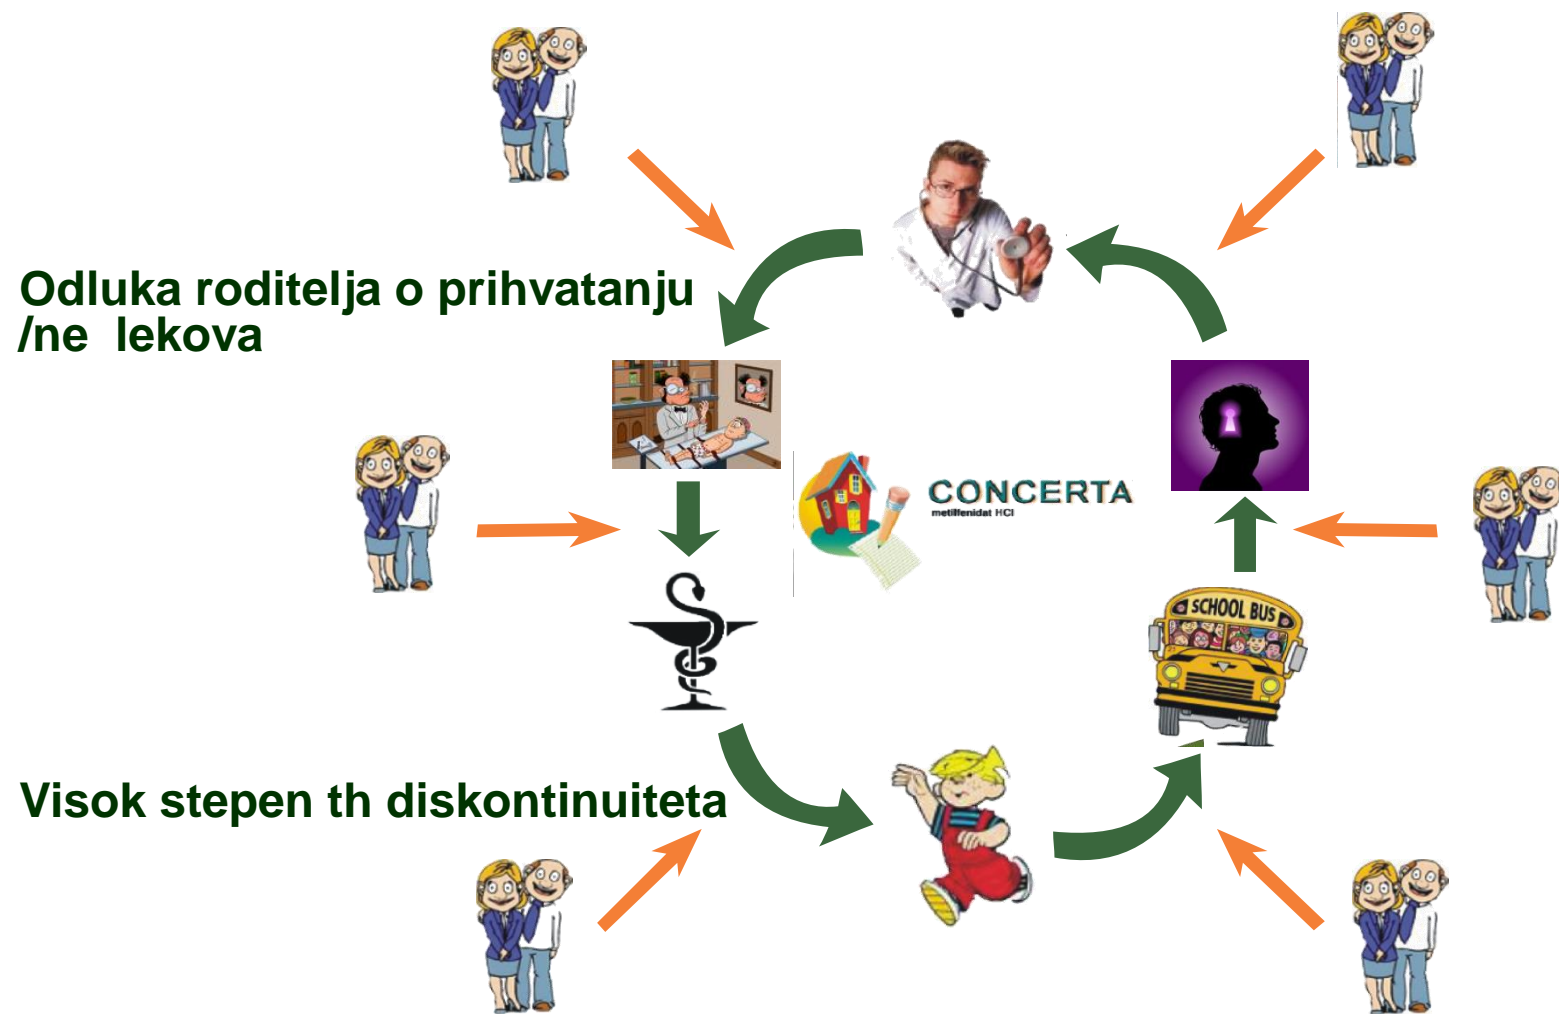 Odluka roditelja o prihvatanju
/ne lekova
CONCERTA
metilfenidat HCl
SCHOOL BUS
Visok stepen th diskontinuiteta